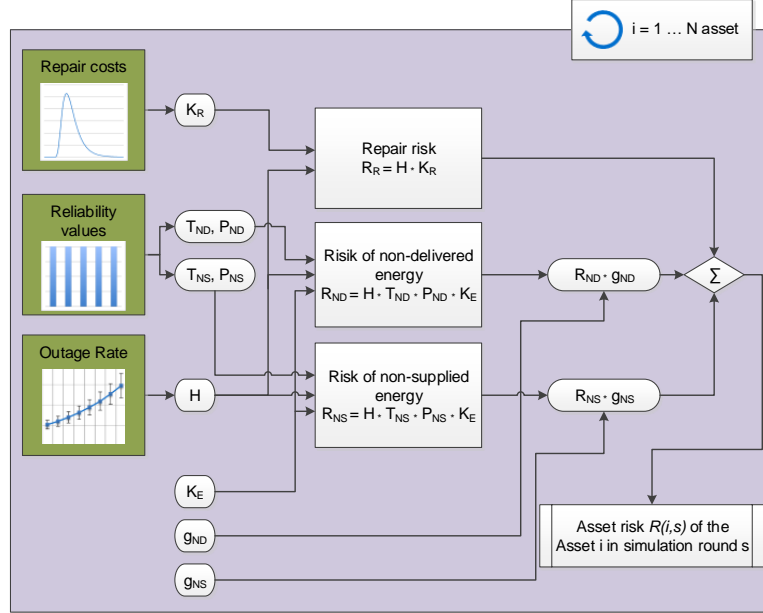 i = 1 ... N asset
Repair costs
K_R
Repair risk
R_R = H · K_R
Reliability
values
T_ND, P_ND
T_NS, P_NS
Risik of non-delivered
energy
R_ND = H · T_ND · P_ND · K_E
R_ND · g_ND
Σ
Outage Rate
H
Risk of non-supplied
energy
R_NS = H · T_NS · P_NS · K_E
R_NS · g_NS
K_E
g_ND
g_NS
Asset risk R(i,s) of the
Asset i in simulation round s